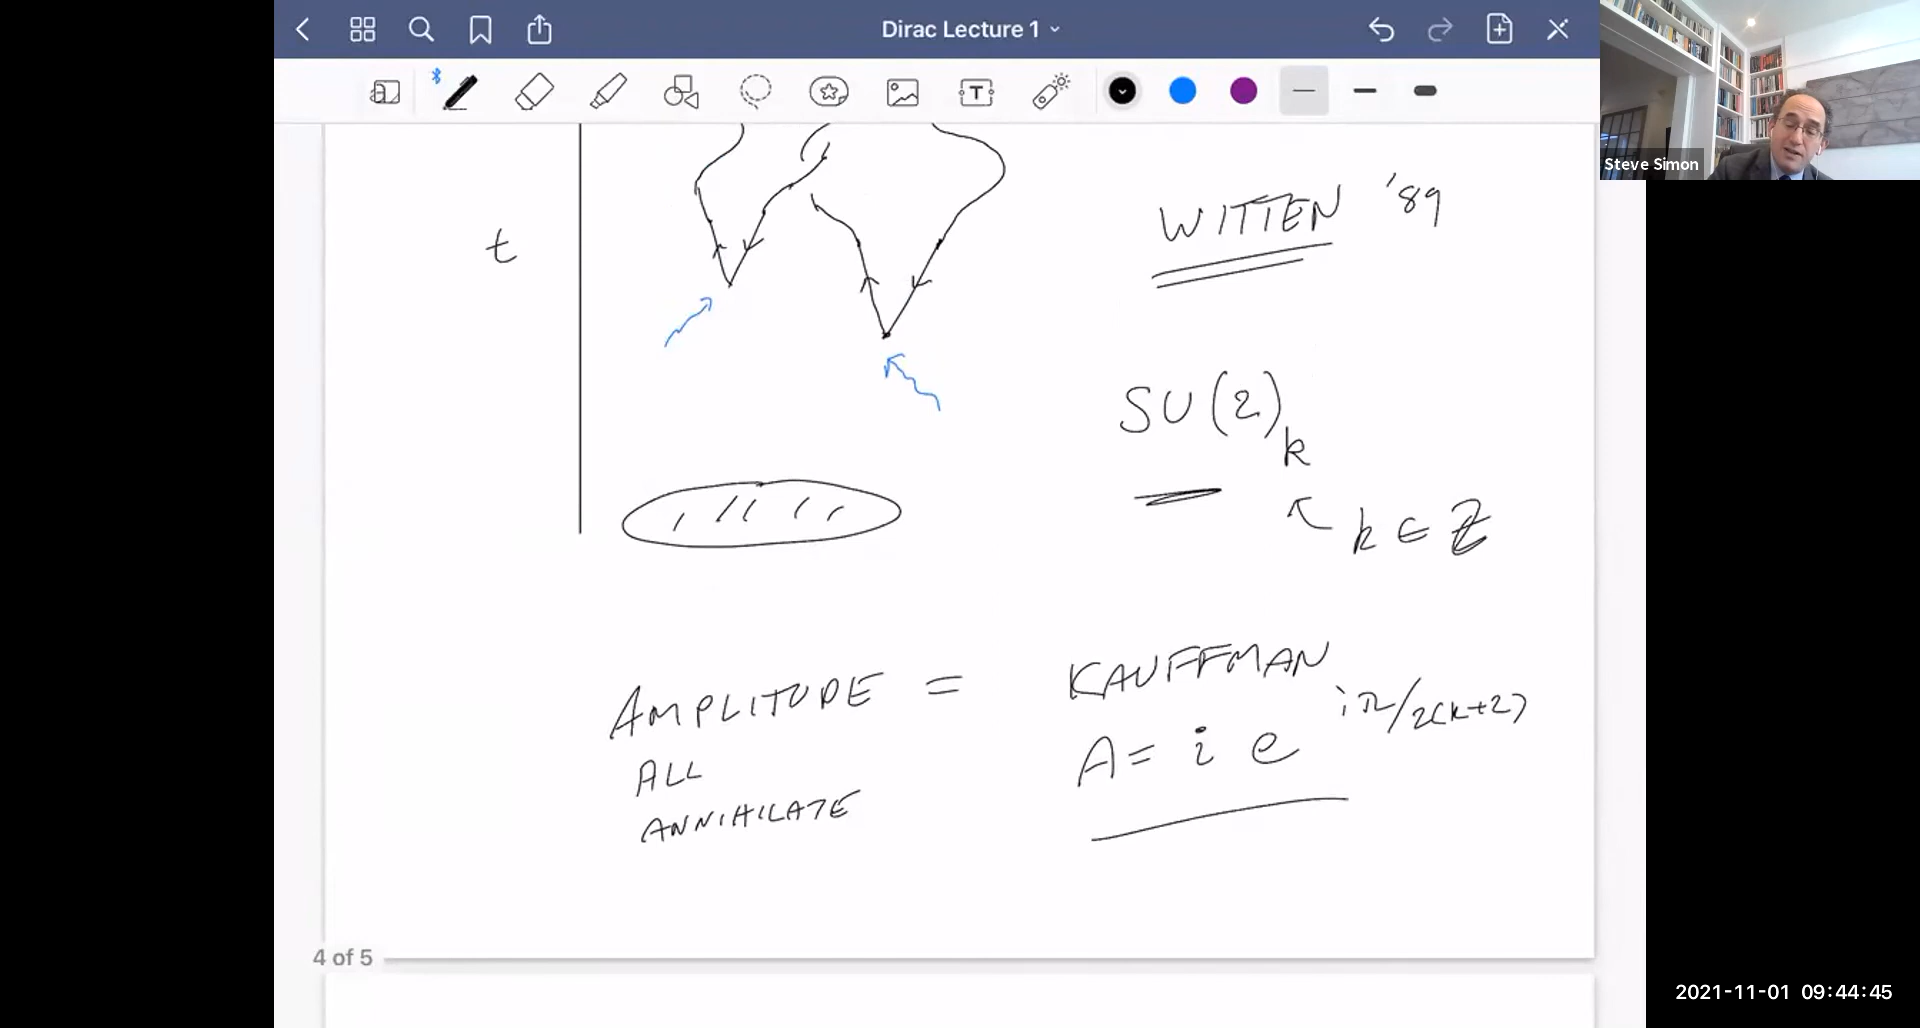 Dirac Lecture 1
Steve Simon
WITTEN '89
t
SU(2)k
k ∈ ℤ
AMPLITUDE = KAUFFMAN
ALL
ANNIHILATE
A = i e^iπ/2(k+2)
4 of 5
2021-11-01 09:44:45